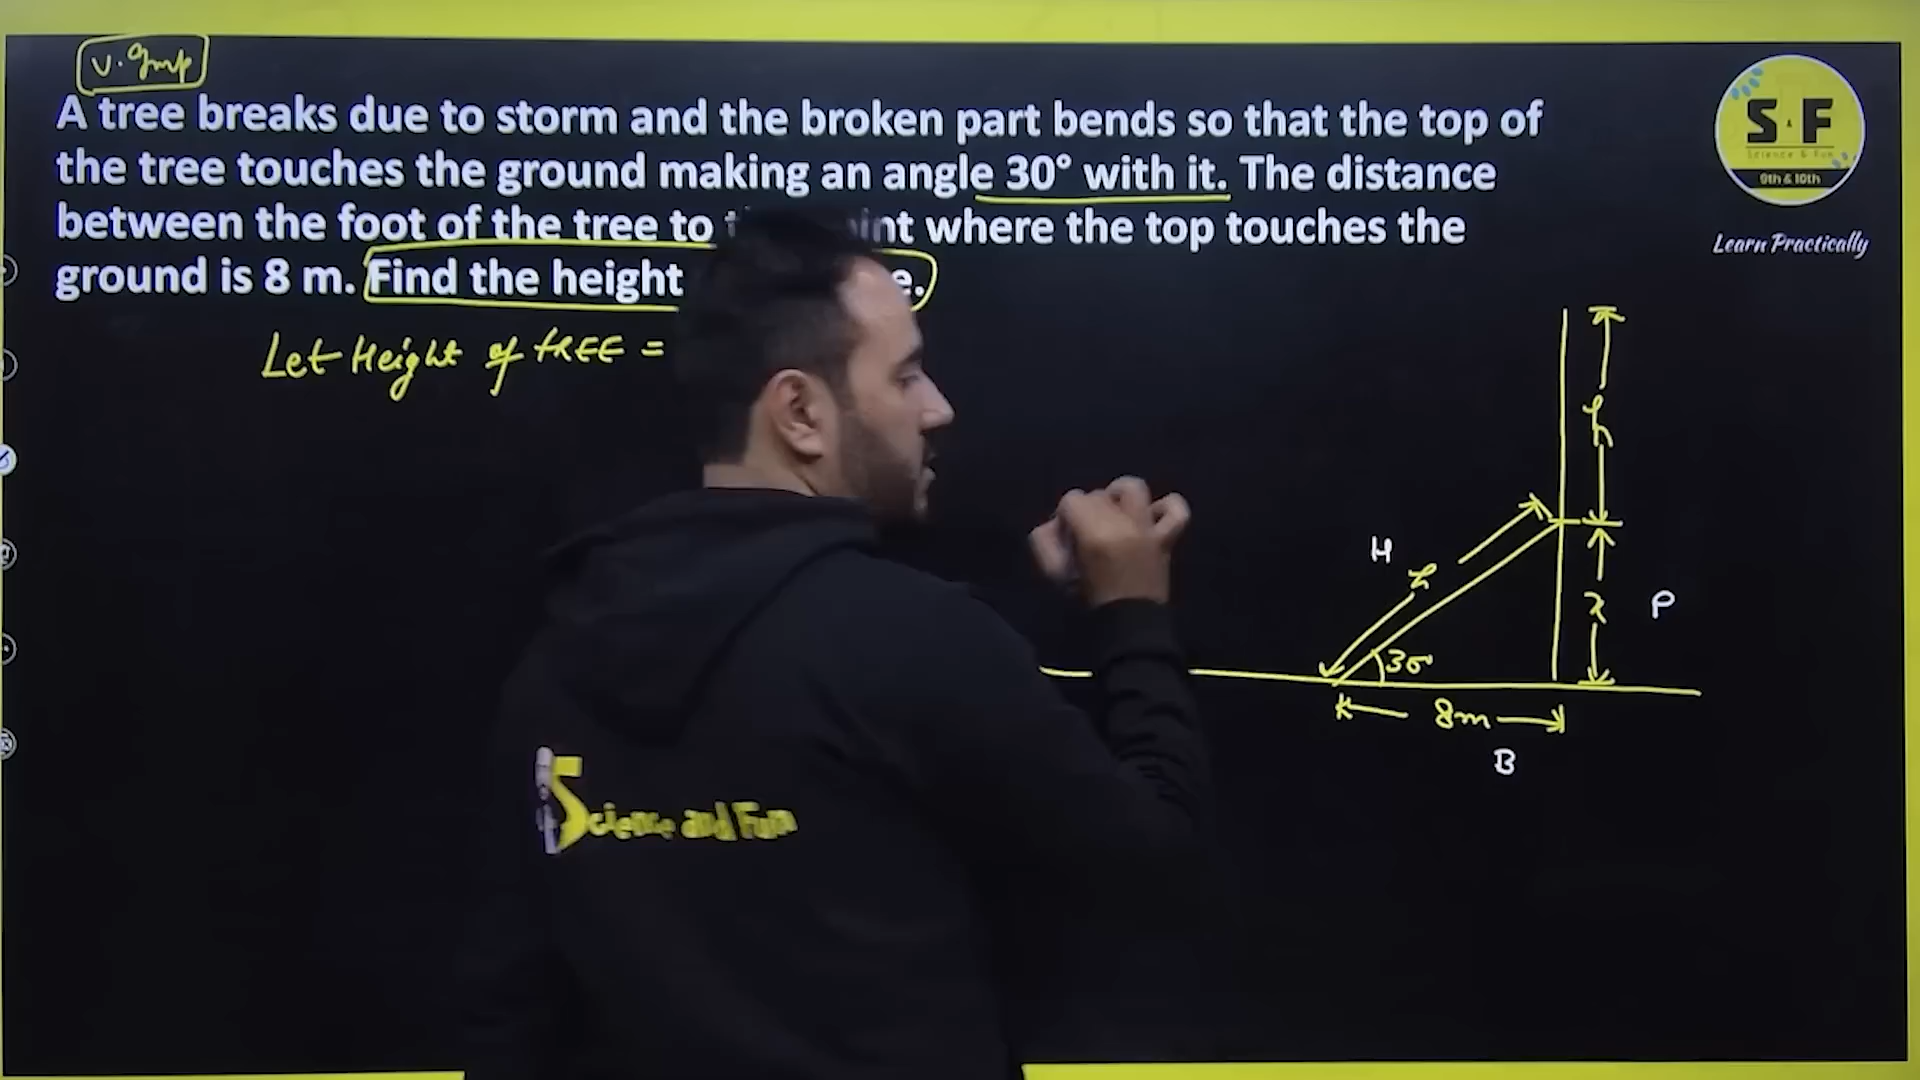 v. Imp
A tree breaks due to storm and the broken part bends so that the top of
the tree touches the ground making an angle 30° with it. The distance
between the foot of the tree to where the top touches the
ground is 8 m. Find the height
Let Height of tREE =
S & F
Science & Fun
9th & 10th
Learn Practically
h
H
h
x
P
30°
8m
B
Science and Fun